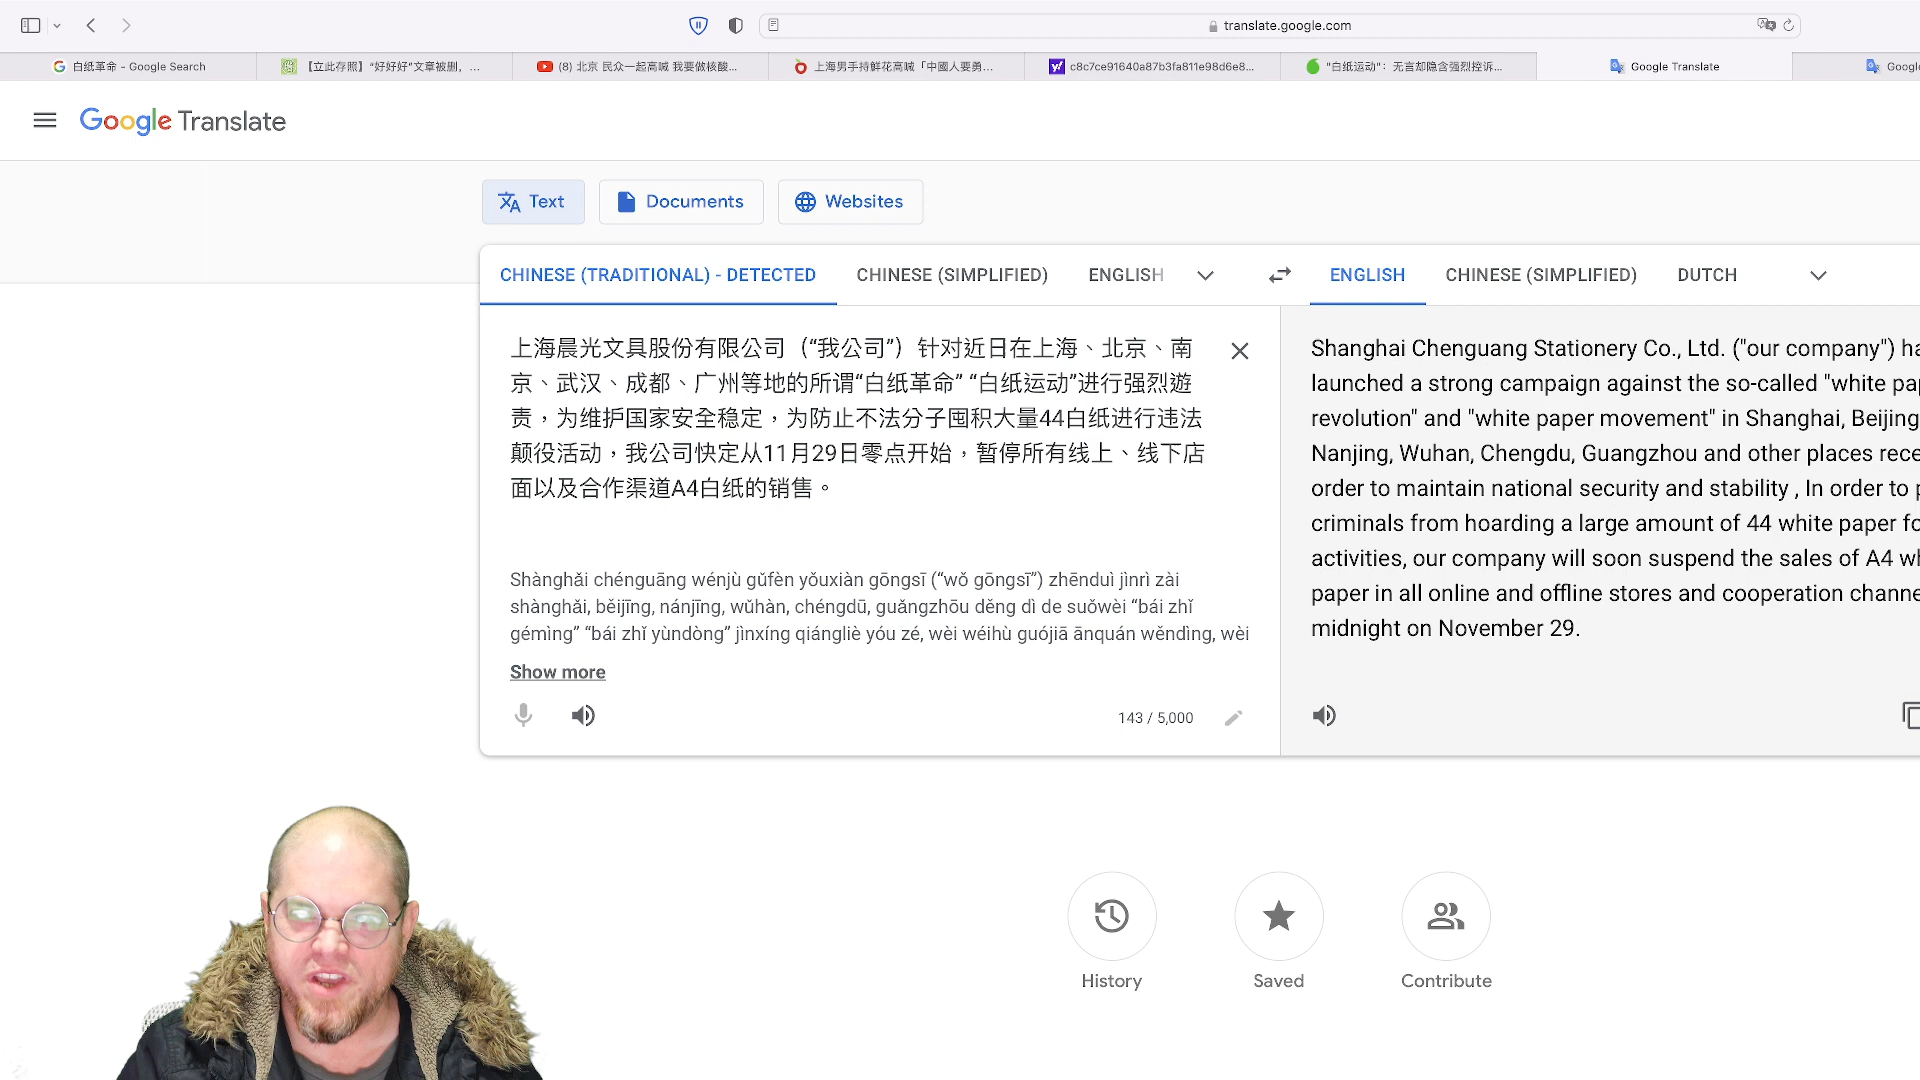 translate.google.com
白纸革命 - Google Search
【立此存照】“好好好”文章被删，...
(8) 北京 民众一起高喊 我要做核酸...
上海男手持鮮花高喊「中國人要勇...
c8c7ce91640a87b3fa811e98d6e8...
"白纸运动"：无言却隐含强烈控诉...
Google Translate
Google
Google Translate
Text
Documents
Websites
CHINESE (TRADITIONAL) - DETECTED
CHINESE (SIMPLIFIED)
ENGLISH
ENGLISH
CHINESE (SIMPLIFIED)
DUTCH
上海晨光文具股份有限公司（“我公司”）针对近日在上海、北京、南
京、武汉、成都、广州等地的所谓“白纸革命” “白纸运动”进行强烈遊
责，为维护国家安全稳定，为防止不法分子囤积大量44白纸进行违法
颠役活动，我公司快定从11月29日零点开始，暂停所有线上、线下店
面以及合作渠道A4白纸的销售。
Shànghǎi chénguāng wénjù gǔfèn yǒuxiàn gōngsī (“wǒ gōngsī”) zhēnduì jìnrì zài
shànghǎi, běijīng, nánjīng, wǔhàn, chéngdū, guǎngzhōu děng dì de suǒwèi “bái zhǐ
gémìng” “bái zhǐ yùndòng” jìnxíng qiángliè yóu zé, wèi wéihù guójiā ānquán wěndìng, wèi
Show more
143 / 5,000
Shanghai Chenguang Stationery Co., Ltd. ("our company") ha
launched a strong campaign against the so-called "white pa
revolution" and "white paper movement" in Shanghai, Beijing
Nanjing, Wuhan, Chengdu, Guangzhou and other places rece
order to maintain national security and stability , In order to p
criminals from hoarding a large amount of 44 white paper fo
activities, our company will soon suspend the sales of A4 wh
paper in all online and offline stores and cooperation channe
midnight on November 29.
History
Saved
Contribute